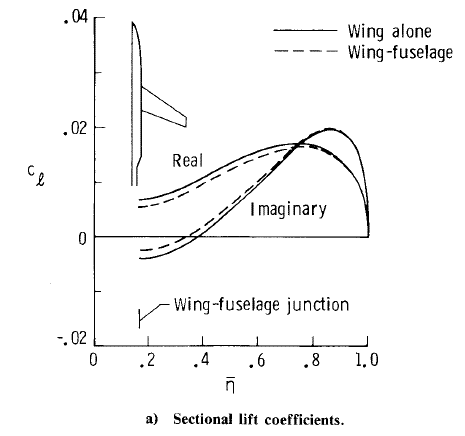 .04
Wing alone
Wing-fuselage
.02
Real
c ℓ
Imaginary
0
Wing-fuselage junction
-.02
0 .2 .4 .6 .8 1.0
η̄
a) Sectional lift coefficients.